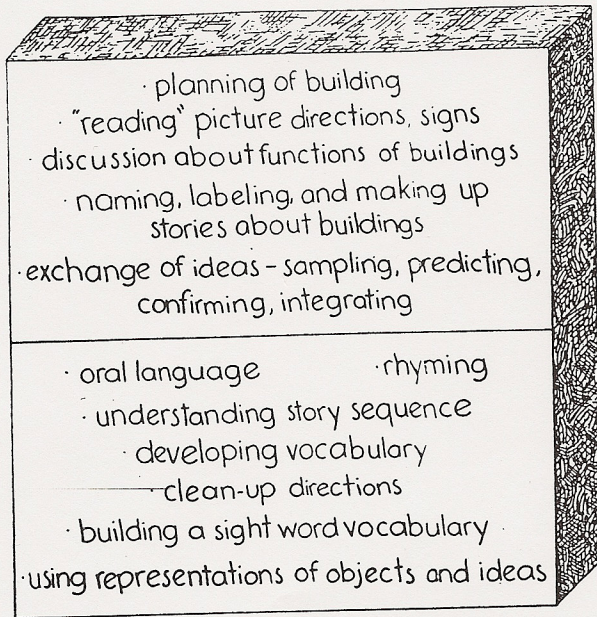 · planning of building
· "reading" picture directions, signs
· discussion about functions of buildings
· naming, labeling, and making up
stories about buildings
· exchange of ideas - sampling, predicting,
confirming, integrating
· oral language · rhyming
· understanding story sequence
· developing vocabulary
· clean-up directions
· building a sight word vocabulary
· using representations of objects and ideas